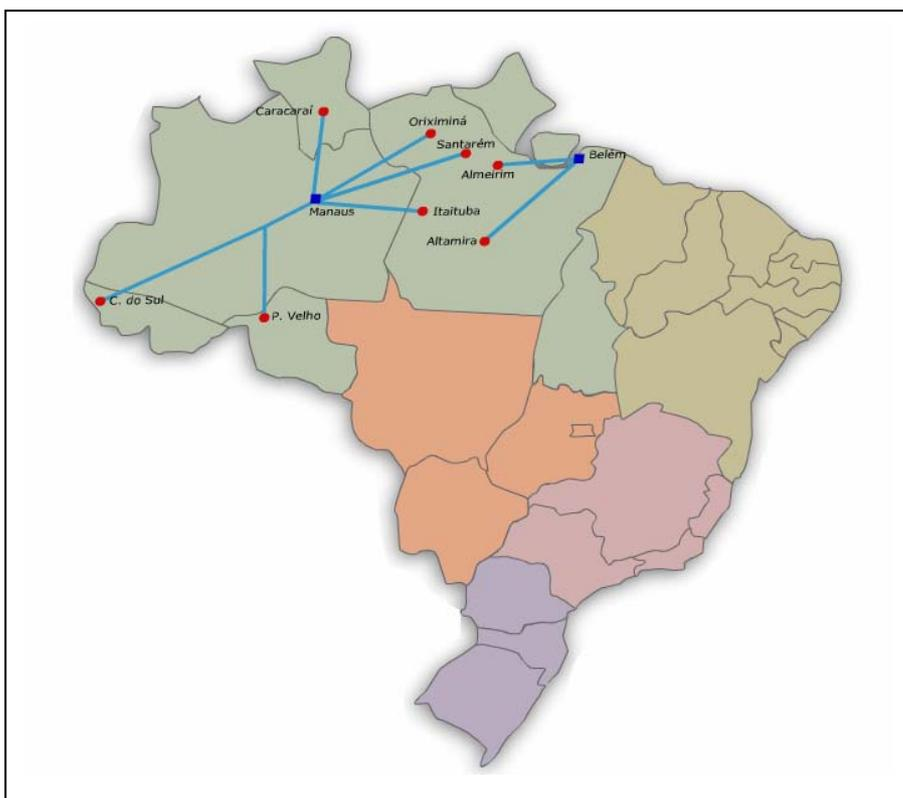 Caracaraí
Oriximiná
Santarém
Belém
Almeirim
Manaus
Itaituba
Altamira
C. do Sul
P. Velho